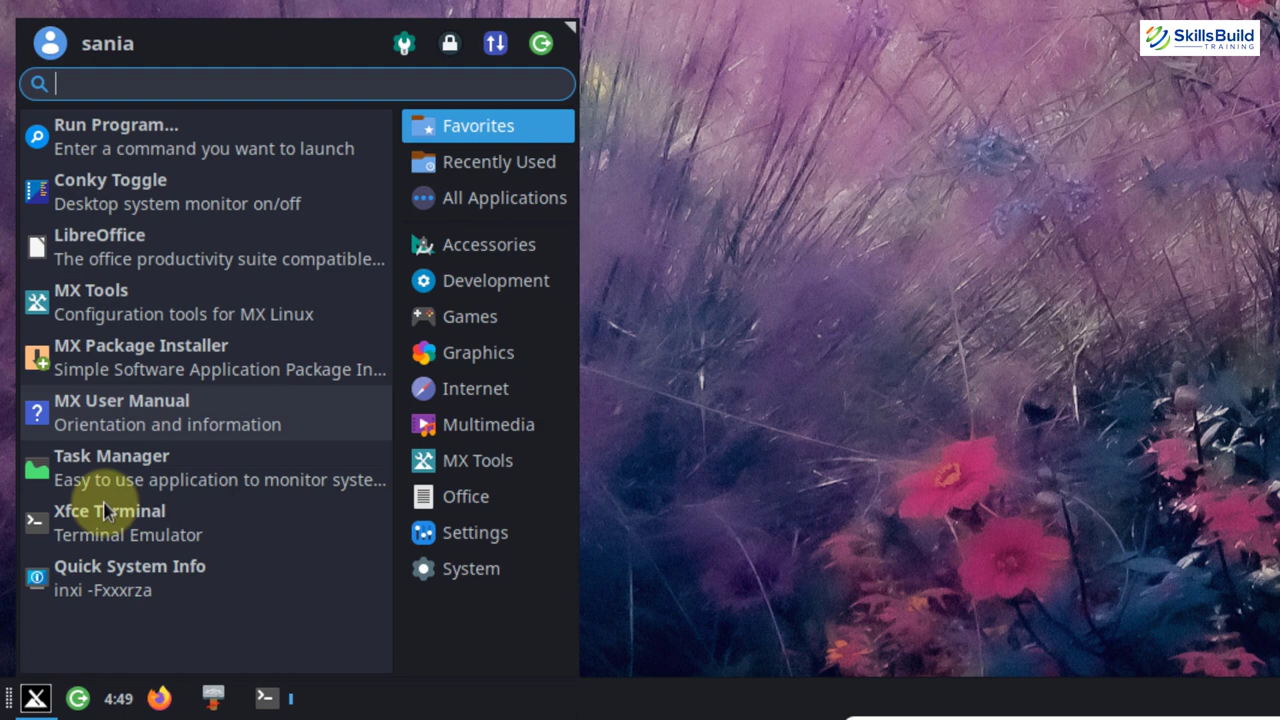 sania
SkillsBuild
TRAINING
Run Program...
Enter a command you want to launch
Conky Toggle
Desktop system monitor on/off
LibreOffice
The office productivity suite compatible...
MX Tools
Configuration tools for MX Linux
MX Package Installer
Simple Software Application Package In...
MX User Manual
Orientation and information
Task Manager
Easy to use application to monitor syste...
Xfce Terminal
Terminal Emulator
Quick System Info
inxi -Fxxxrza
Favorites
Recently Used
All Applications
Accessories
Development
Games
Graphics
Internet
Multimedia
MX Tools
Office
Settings
System
4:49